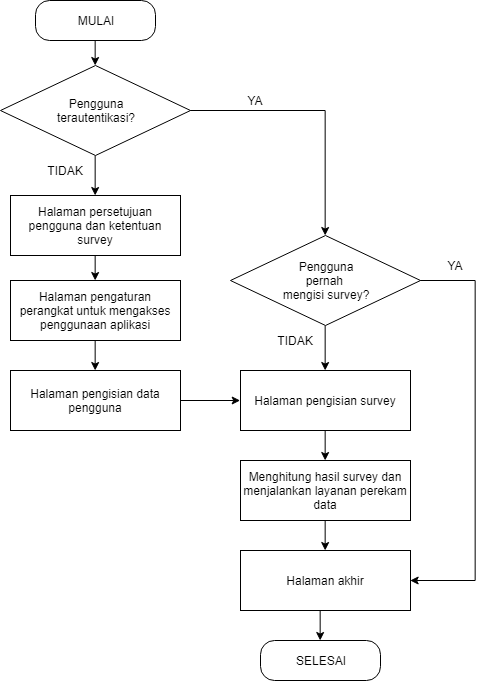 MULAI
Pengguna
terautentikasi?
YA
TIDAK
Halaman persetujuan
pengguna dan ketentuan
survey
Pengguna
pernah
mengisi survey?
YA
TIDAK
Halaman pengaturan
perangkat untuk mengakses
penggunaan aplikasi
Halaman pengisian data
pengguna
Halaman pengisian survey
Menghitung hasil survey dan
menjalankan layanan perekam
data
Halaman akhir
SELESAI